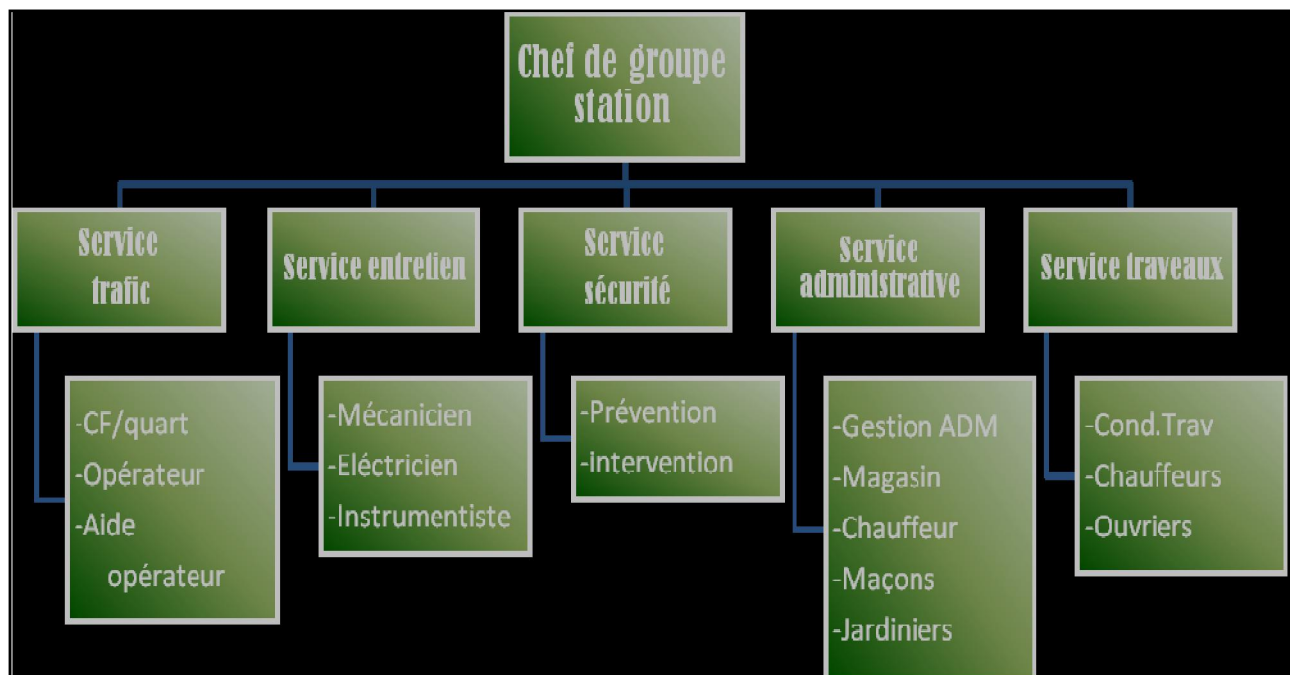 Chef de groupe
station
Service
trafic
Service entretien
Service
sécurité
Service
administrative
Service traveaux
-CF/quart
-Opérateur
-Aide
opérateur
-Mécanicien
-Eléctricien
-Instrumentiste
-Prévention
-intervention
-Gestion ADM
-Magasin
-Chauffeur
-Maçons
-Jardiniers
-Cond.Trav
-Chauffeurs
-Ouvriers